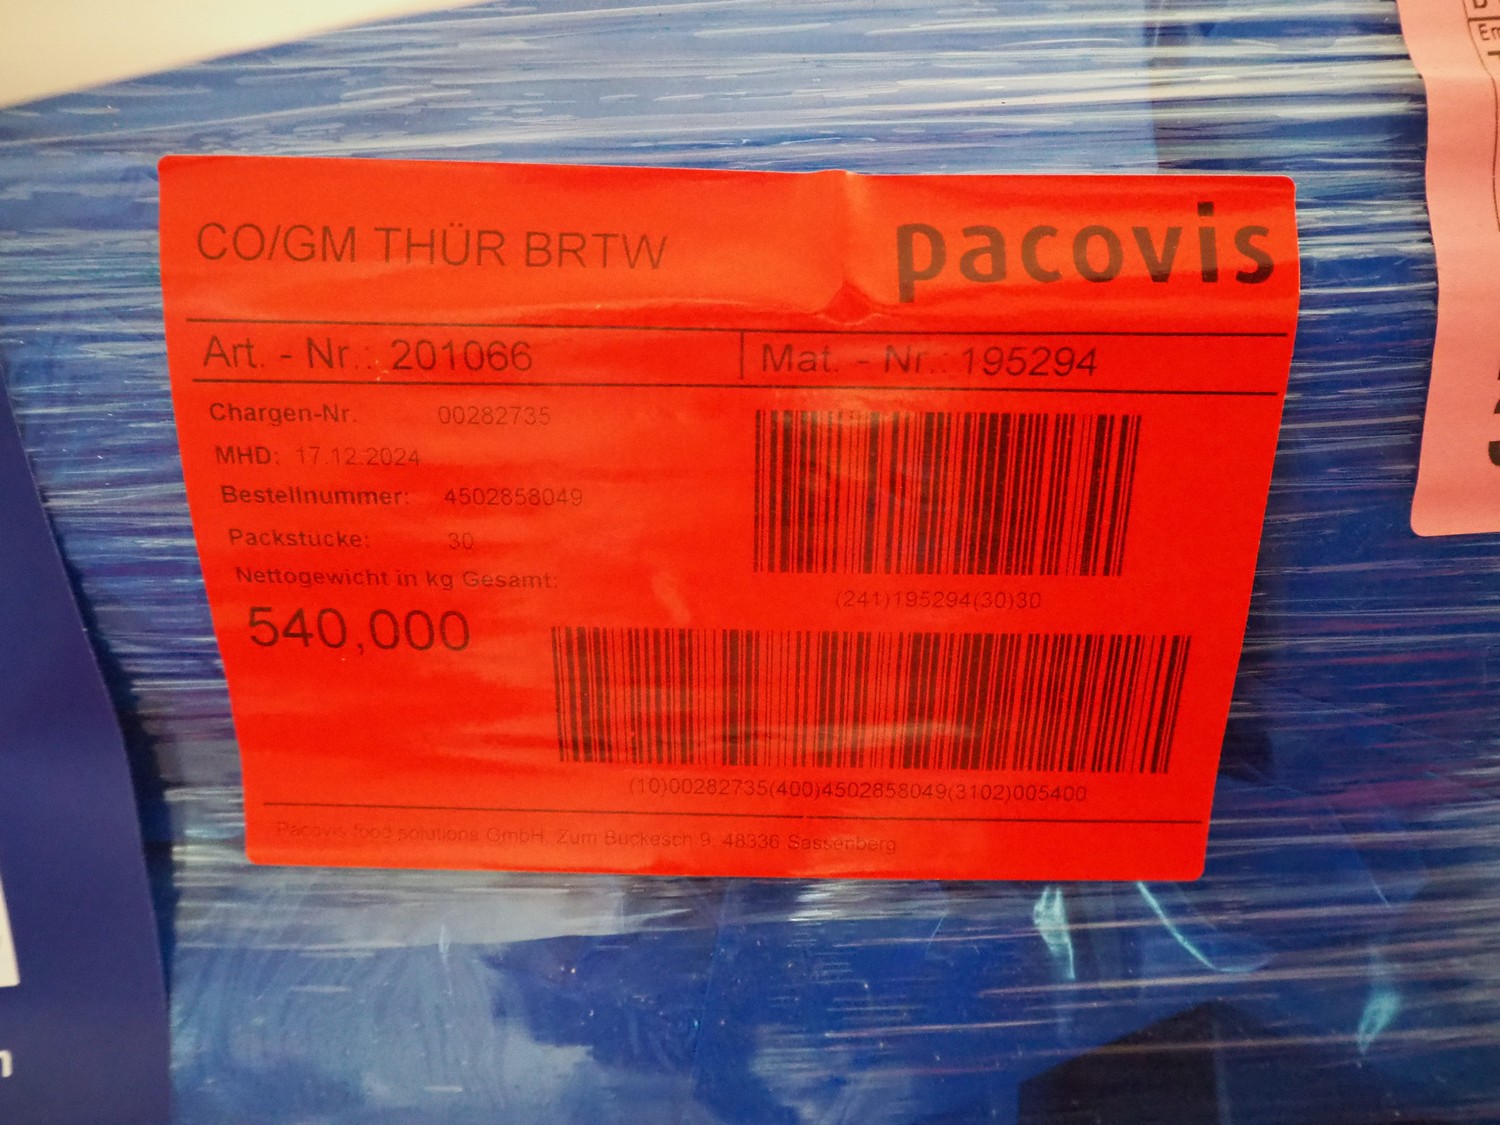 CO/GM THÜR BRTW
pacovis
Art. - Nr.: 201066
Mat. - Nr.: 195294
Chargen-Nr. 00282735
MHD: 17.12.2024
Bestellnummer: 4502858049
Packstücke: 30
Nettogewicht in kg Gesamt:
540,000
(241)195294(30)30
(10)00282735(400)4502858049(3102)005400
Pacovis food solutions GmbH, Zum Buckesch 9, 48336 Sassenberg